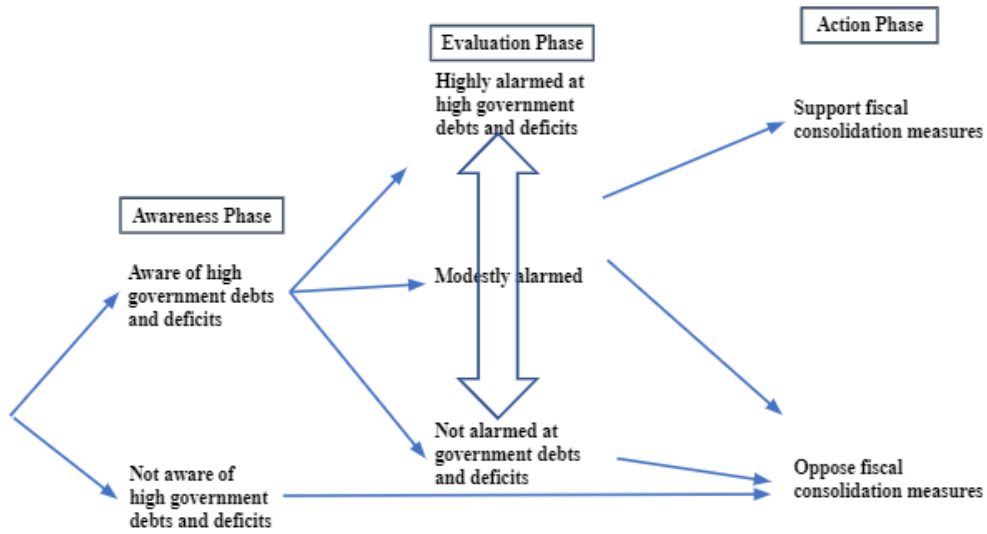 Awareness Phase
Aware of high
government debts
and deficits
Not aware of
high government
debts and deficits
Evaluation Phase
Highly alarmed at
high government
debts and deficits
Modestly alarmed
Not alarmed at
government debts
and deficits
Action Phase
Support fiscal
consolidation measures
Oppose fiscal
consolidation measures